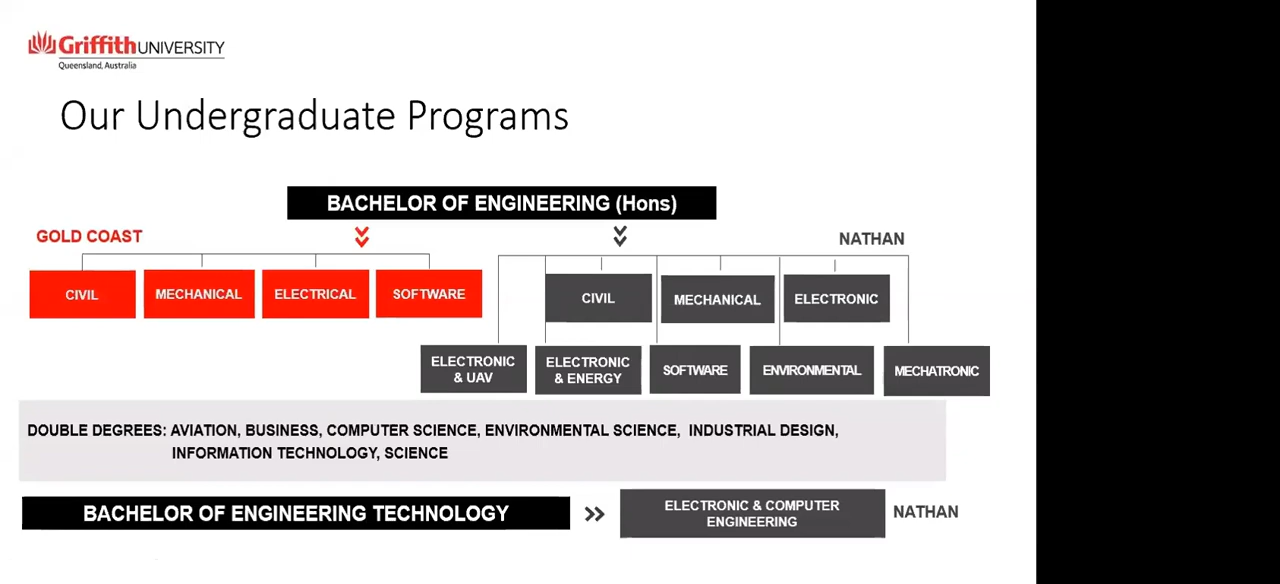 Griffith UNIVERSITY
Queensland, Australia
Our Undergraduate Programs
BACHELOR OF ENGINEERING (Hons)
GOLD COAST
NATHAN
CIVIL
MECHANICAL
ELECTRICAL
SOFTWARE
CIVIL
MECHANICAL
ELECTRONIC
ELECTRONIC
& UAV
ELECTRONIC
& ENERGY
SOFTWARE
ENVIRONMENTAL
MECHATRONIC
DOUBLE DEGREES: AVIATION, BUSINESS, COMPUTER SCIENCE, ENVIRONMENTAL SCIENCE, INDUSTRIAL DESIGN,
INFORMATION TECHNOLOGY, SCIENCE
BACHELOR OF ENGINEERING TECHNOLOGY
ELECTRONIC & COMPUTER
ENGINEERING
NATHAN